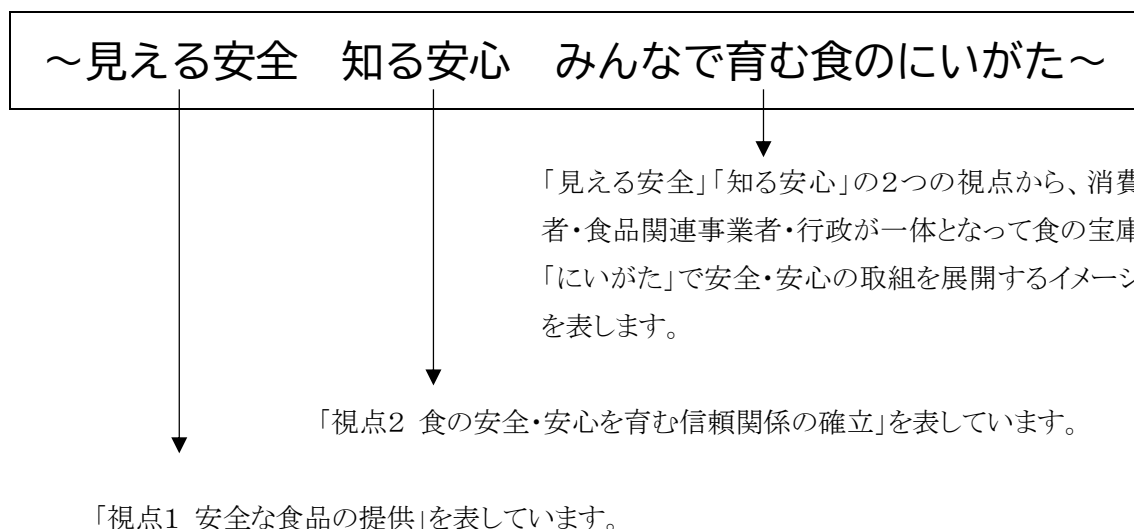 ～見える安全　知る安心　みんなで育む食のにいがた～
「見える安全」「知る安心」の2つの視点から、消費
者・食品関連事業者・行政が一体となって食の宝庫
「にいがた」で安全・安心の取組を展開するイメージ
を表します。
「視点2 食の安全・安心を育む信頼関係の確立」を表しています。
「視点1 安全な食品の提供」を表しています。